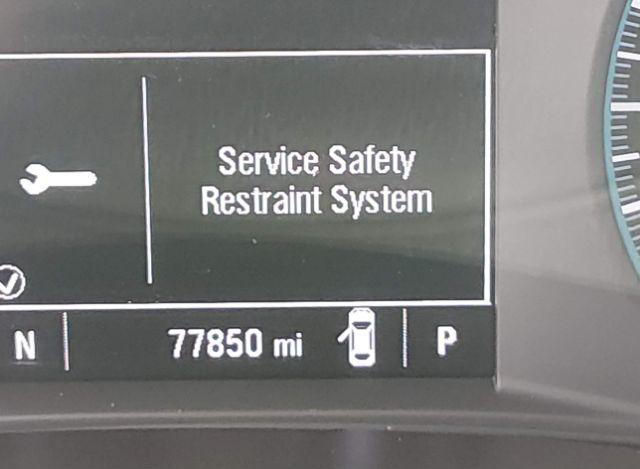 Service Safety
Restraint System
N
77850 mi
P